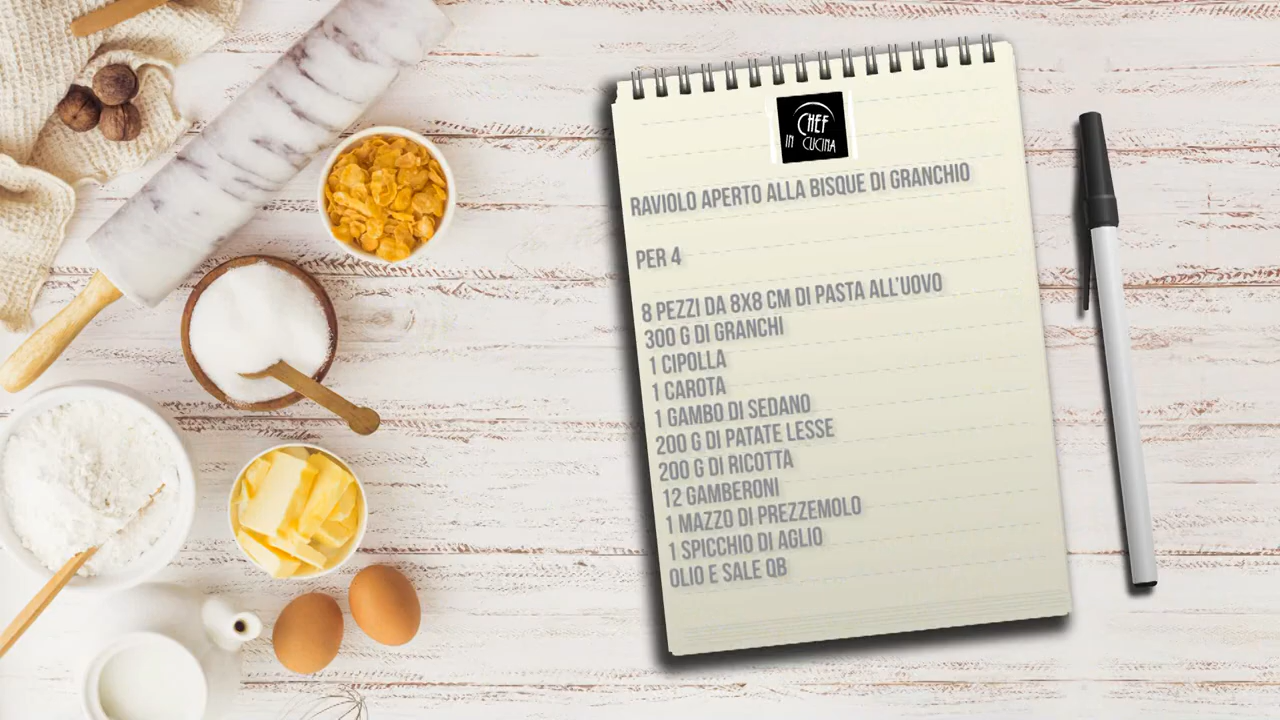 CHEF
IN CUCINA
RAVIOLO APERTO ALLA BISQUE DI GRANCHIO
PER 4
8 PEZZI DA 8X8 CM DI PASTA ALL'UOVO
300 G DI GRANCHI
1 CIPOLLA
1 CAROTA
1 GAMBO DI SEDANO
200 G DI PATATE LESSE
200 G DI RICOTTA
12 GAMBERONI
1 MAZZO DI PREZZEMOLO
1 SPICCHIO DI AGLIO
OLIO E SALE QB